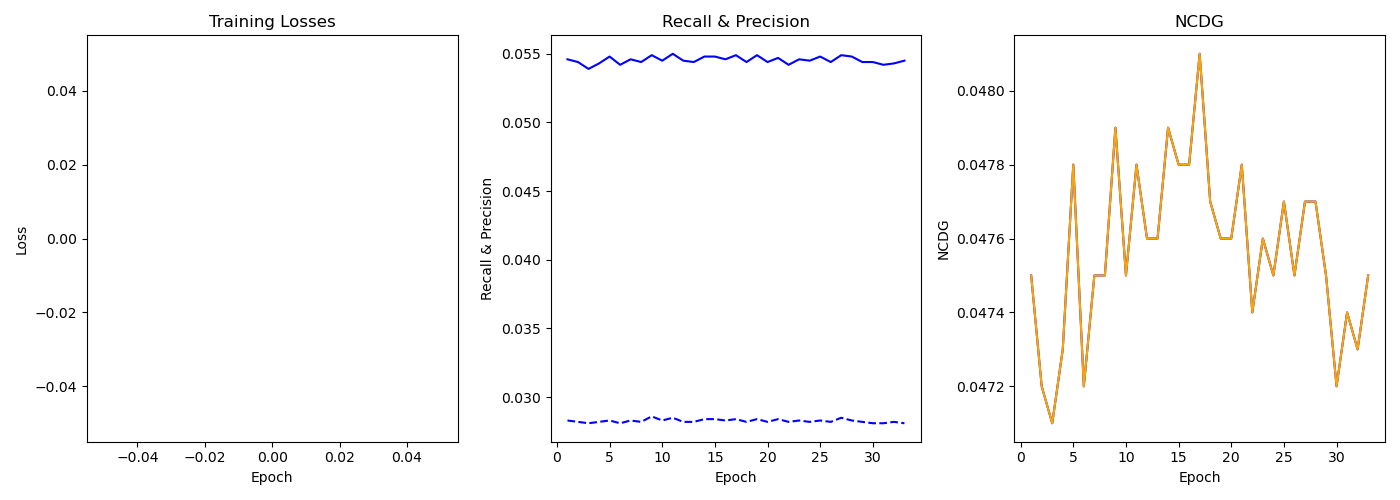 Training Losses
Loss
0.04
0.02
0.00
−0.02
−0.04
−0.04 −0.02 0.00 0.02 0.04
Epoch
Recall & Precision
Recall & Precision
0.055
0.050
0.045
0.040
0.035
0.030
0 5 10 15 20 25 30
Epoch
NCDG
NCDG
0.0480
0.0478
0.0476
0.0474
0.0472
0 5 10 15 20 25 30
Epoch